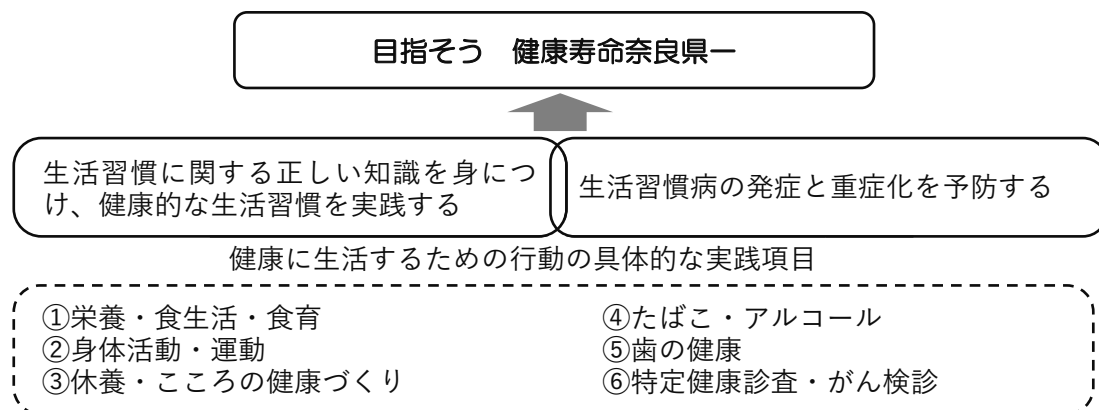 目指そう　健康寿命奈良県一
生活習慣に関する正しい知識を身につ
け、健康的な生活習慣を実践する
生活習慣病の発症と重症化を予防する
健康に生活するための行動の具体的な実践項目
①栄養・食生活・食育
②身体活動・運動
③休養・こころの健康づくり
④たばこ・アルコール
⑤歯の健康
⑥特定健康診査・がん検診